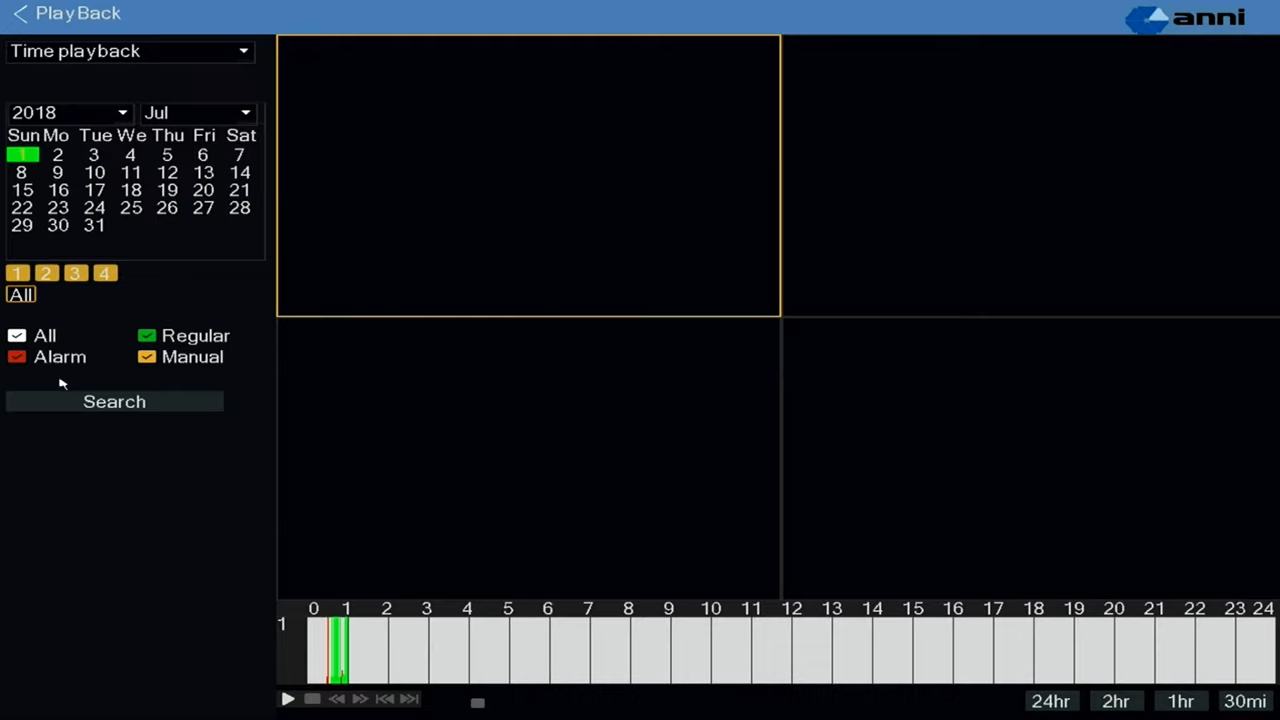 PlayBack
anni
Time playback
2018 Jul
Sun Mo Tue We Thu Fri Sat
1 2 3 4 5 6 7
8 9 10 11 12 13 14
15 16 17 18 19 20 21
22 23 24 25 26 27 28
29 30 31
1 2 3 4
All
All Regular
Alarm Manual
Search
0 1 2 3 4 5 6 7 8 9 10 11 12 13 14 15 16 17 18 19 20 21 22 23 24
1
24hr 2hr 1hr 30mi